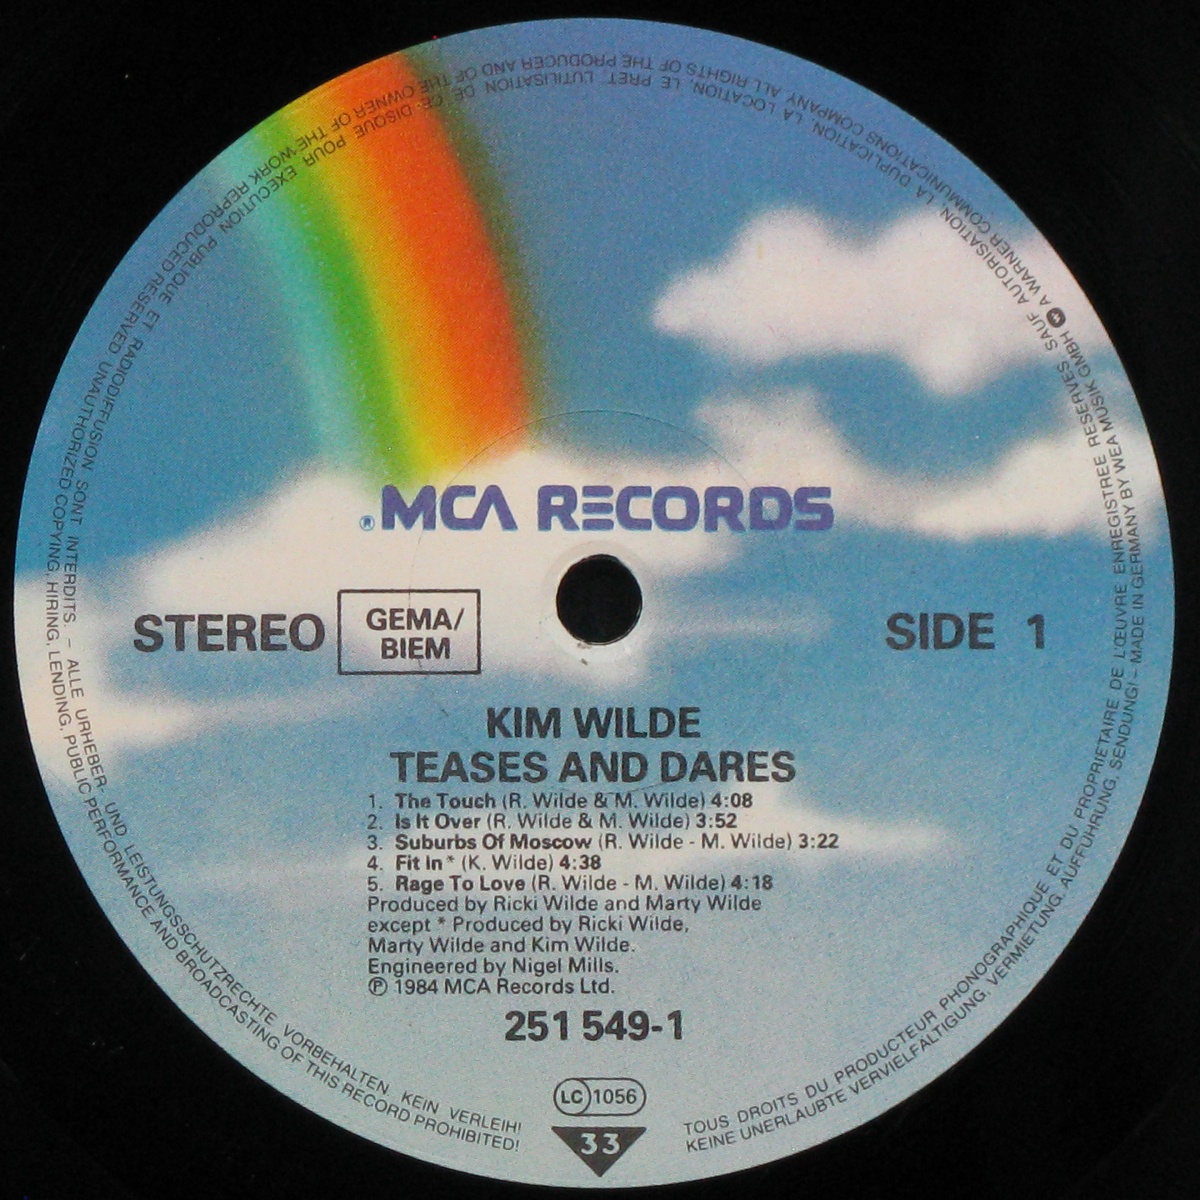 ® MCA RECORDS
STEREO
GEMA/
BIEM
SIDE 1
KIM WILDE
TEASES AND DARES
1. The Touch (R. Wilde & M. Wilde) 4:08
2. Is It Over (R. Wilde & M. Wilde) 3:52
3. Suburbs Of Moscow (R. Wilde - M. Wilde) 3:22
4. Fit In * (K. Wilde) 4:38
5. Rage To Love (R. Wilde - M. Wilde) 4:18
Produced by Ricki Wilde and Marty Wilde
except * Produced by Ricki Wilde,
Marty Wilde and Kim Wilde.
Engineered by Nigel Mills.
℗ 1984 MCA Records Ltd.
251 549-1
LC 1056
33
TOUS DROITS DU PRODUCTEUR PHONOGRAPHIQUE ET DU PROPRIETAIRE DE L'ŒUVRE ENREGISTREE RESERVES. SAUF AUTORISATION, LA DUPLICATION, LA LOCATION, LE PRET, L'UTILISATION DE CE DISQUE POUR EXECUTION PUBLIQUE ET RADIODIFFUSION SONT INTERDITS. – ALLE URHEBER- UND LEISTUNGSSCHUTZRECHTE VORBEHALTEN. KEIN VERLEIH!
KEINE UNERLAUBTE VERVIELFÄLTIGUNG, VERMIETUNG, AUFFÜHRUNG, SENDUNG! – MADE IN GERMANY BY WEA MUSIK GMBH A WARNER COMMUNICATIONS COMPANY. ALL RIGHTS OF THE PRODUCER AND OF THE OWNER OF THE WORK REPRODUCED RESERVED. UNAUTHORIZED COPYING, HIRING, LENDING, PUBLIC PERFORMANCE AND BROADCASTING OF THIS RECORD PROHIBITED!